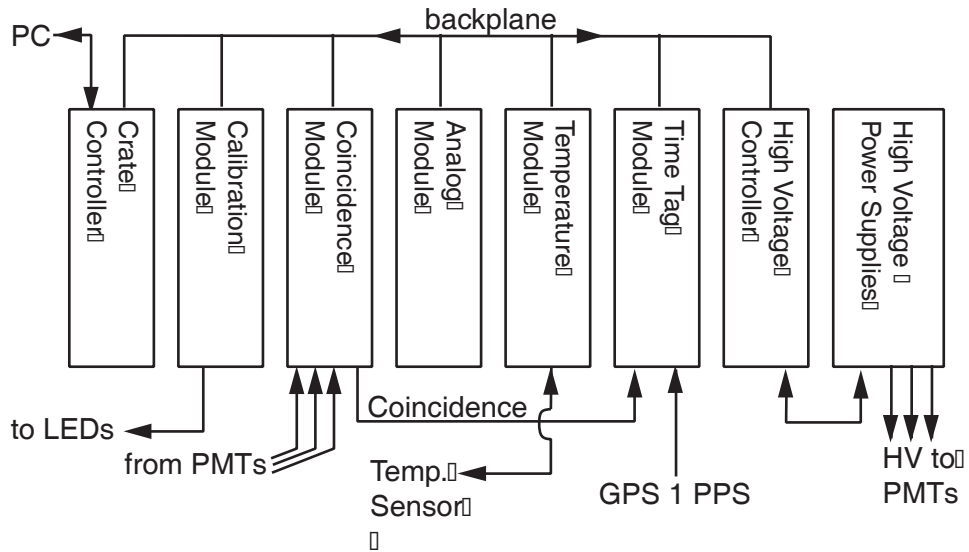 backplane
PC
Crate
Controller
Calibration
Module
Coincidence
Module
Analog
Module
Temperature
Module
Time Tag
Module
High Voltage
Controller
High Voltage
Power Supplies
to LEDs
from PMTs
Coincidence
Temp.
Sensor
GPS 1 PPS
HV to
PMTs